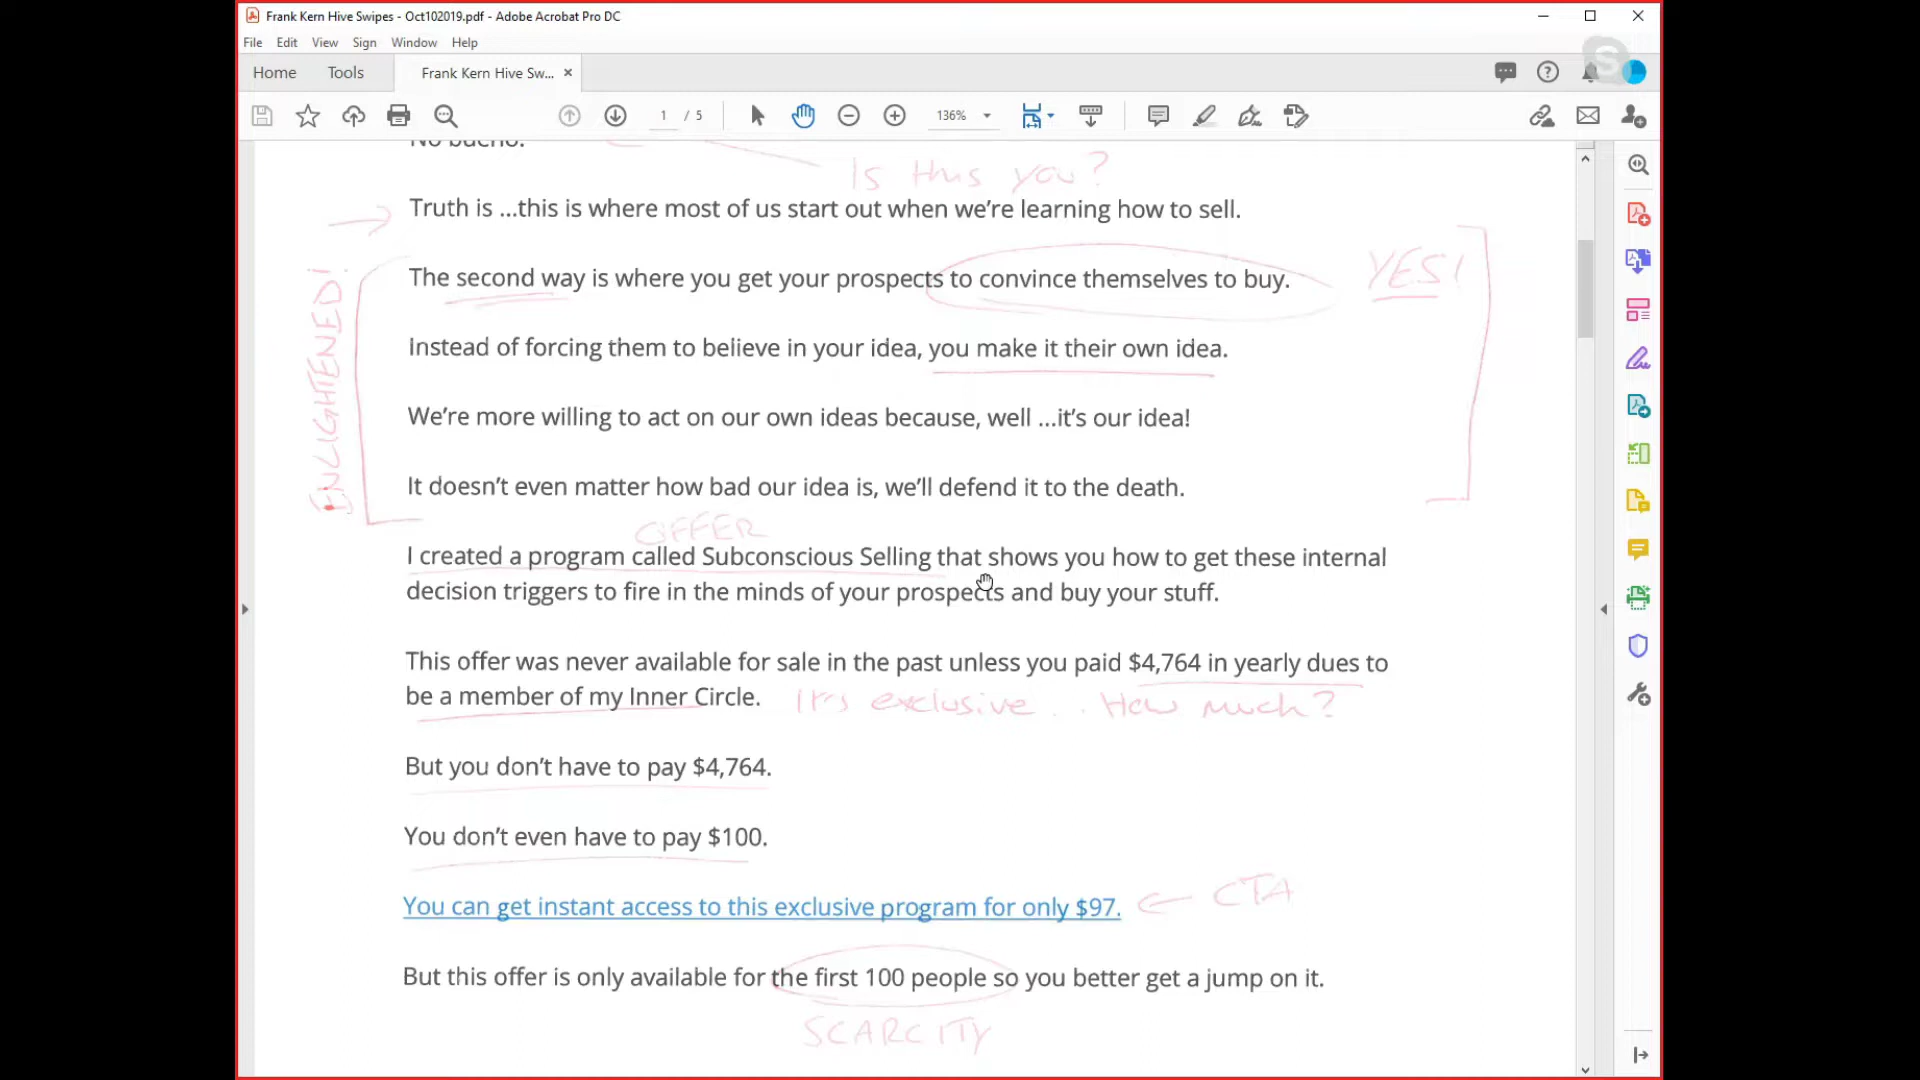 Frank Kern Hive Swipes - Oct102019.pdf - Adobe Acrobat Pro DC
File Edit View Sign Window Help
Home Tools Frank Kern Hive Sw... ×
1 / 5 136%
No bueno.
Is this you?
Truth is ...this is where most of us start out when we’re learning how to sell.
The second way is where you get your prospects to convince themselves to buy.
YES!
ENLIGHTENED!
Instead of forcing them to believe in your idea, you make it their own idea.
We’re more willing to act on our own ideas because, well ...it’s our idea!
It doesn’t even matter how bad our idea is, we’ll defend it to the death.
OFFER
I created a program called Subconscious Selling that shows you how to get these internal
decision triggers to fire in the minds of your prospects and buy your stuff.
This offer was never available for sale in the past unless you paid $4,764 in yearly dues to
be a member of my Inner Circle.
It's exclusive .. How much?
But you don’t have to pay $4,764.
You don’t even have to pay $100.
You can get instant access to this exclusive program for only $97.
CTA
But this offer is only available for the first 100 people so you better get a jump on it.
SCARCITY